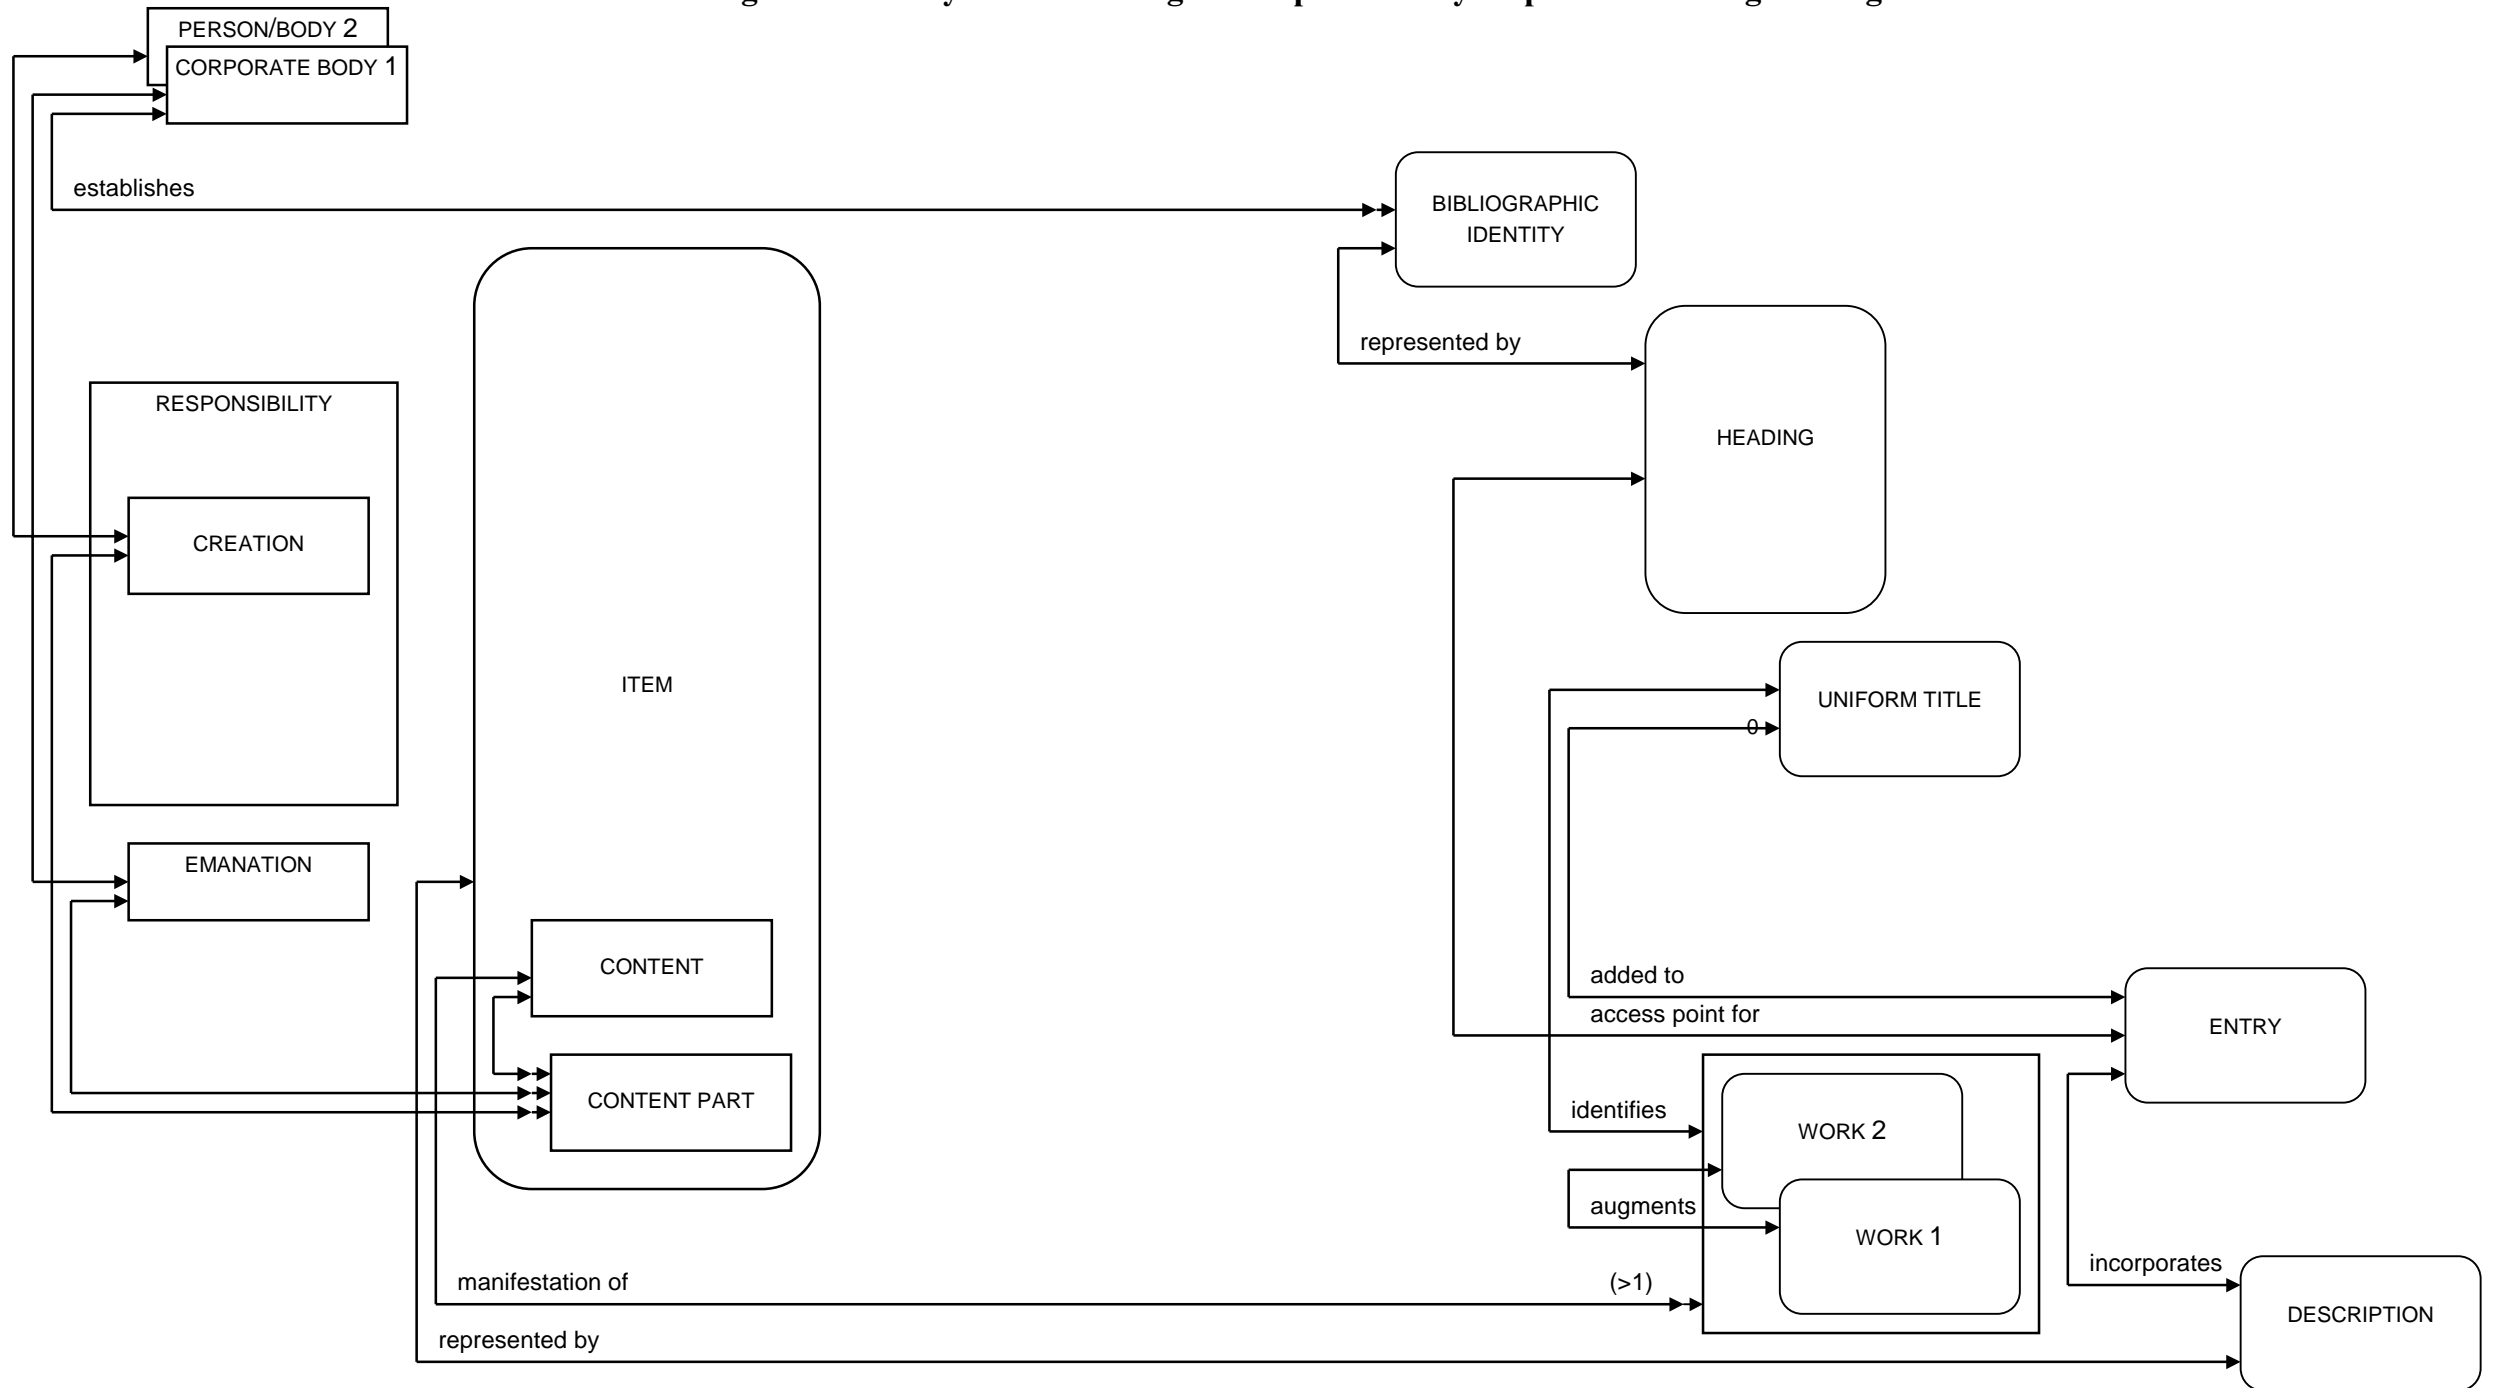 PERSON/BODY 2
CORPORATE BODY 1
establishes
BIBLIOGRAPHIC
IDENTITY
represented by
RESPONSIBILITY
HEADING
CREATION
ITEM
UNIFORM TITLE
0
EMANATION
CONTENT
added to
access point for
ENTRY
CONTENT PART
identifies
WORK 2
augments
WORK 1
incorporates
manifestation of
(>1)
DESCRIPTION
represented by